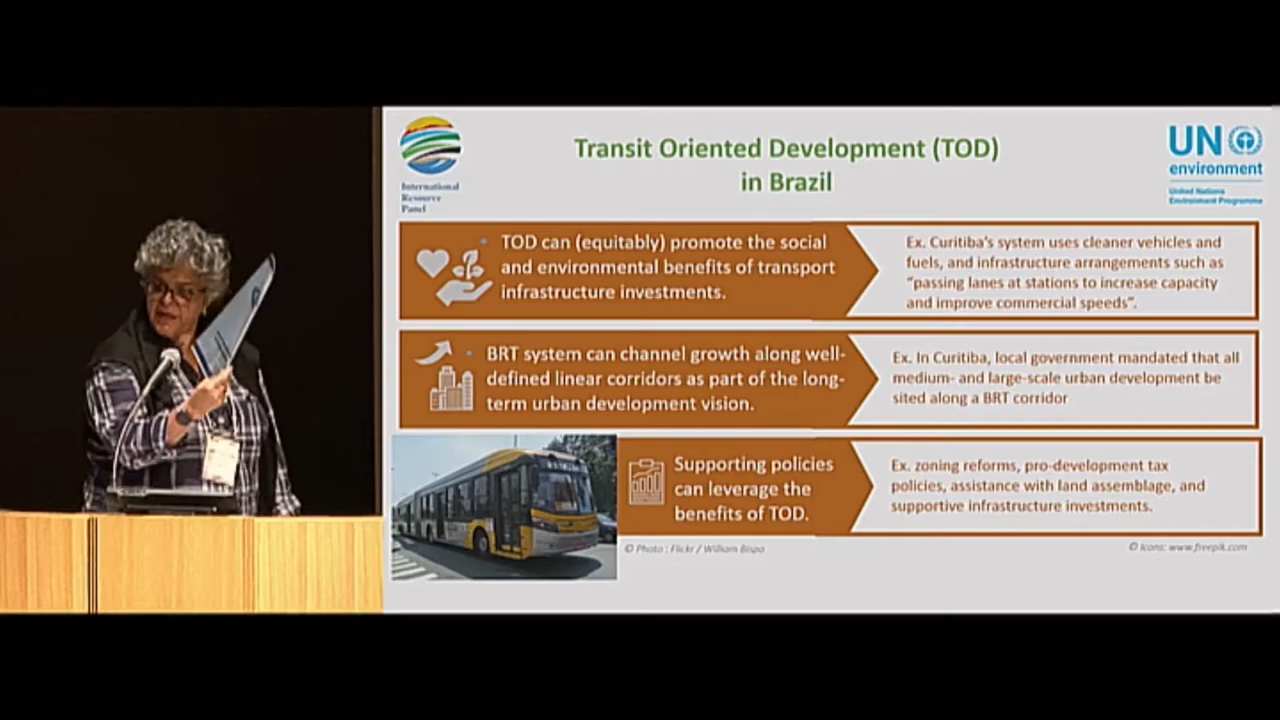 International
Resource
Panel
Transit Oriented Development (TOD)
in Brazil
UN
environment
United Nations
Environment Programme
• TOD can (equitably) promote the social
and environmental benefits of transport
infrastructure investments.
Ex. Curitiba's system uses cleaner vehicles and
fuels, and infrastructure arrangements such as
"passing lanes at stations to increase capacity
and improve commercial speeds".
• BRT system can channel growth along well-
defined linear corridors as part of the long-
term urban development vision.
Ex. In Curitiba, local government mandated that all
medium- and large-scale urban development be
sited along a BRT corridor
Supporting policies
can leverage the
benefits of TOD.
Ex. zoning reforms, pro-development tax
policies, assistance with land assemblage, and
supportive infrastructure investments.
© Photo : Flickr / William Bispo
© Icons: www.freepik.com